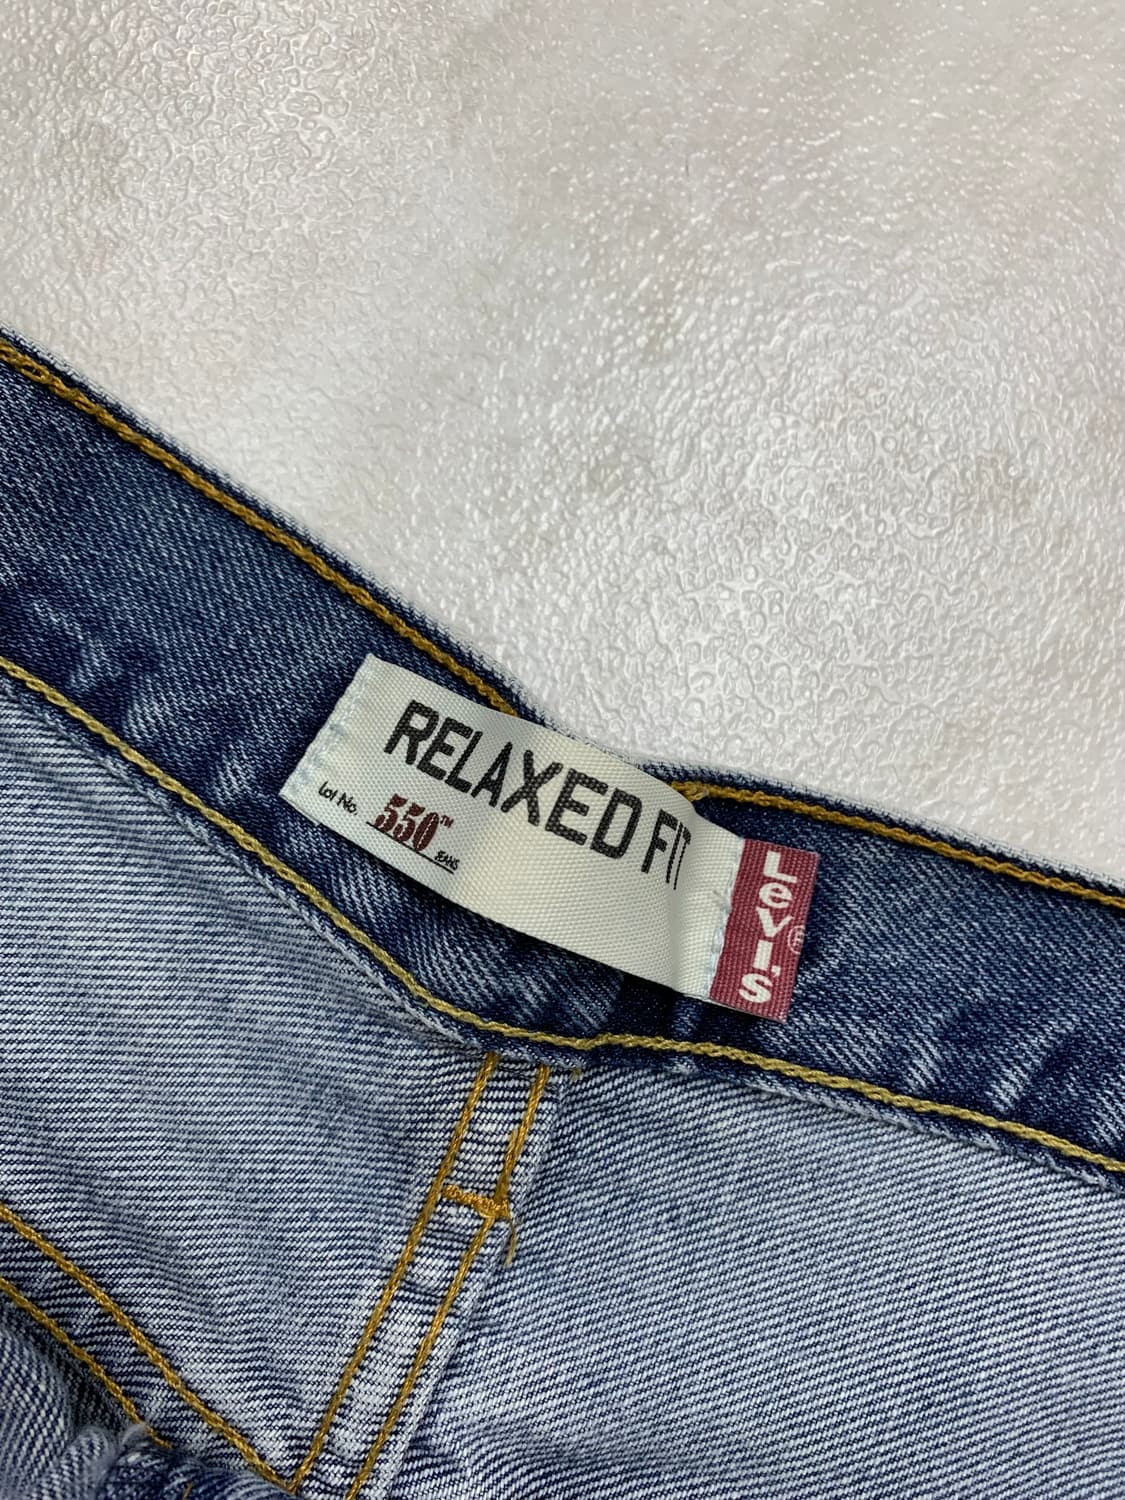 RELAXED FIT
Lot No. 550™ JEANS
Levi's®